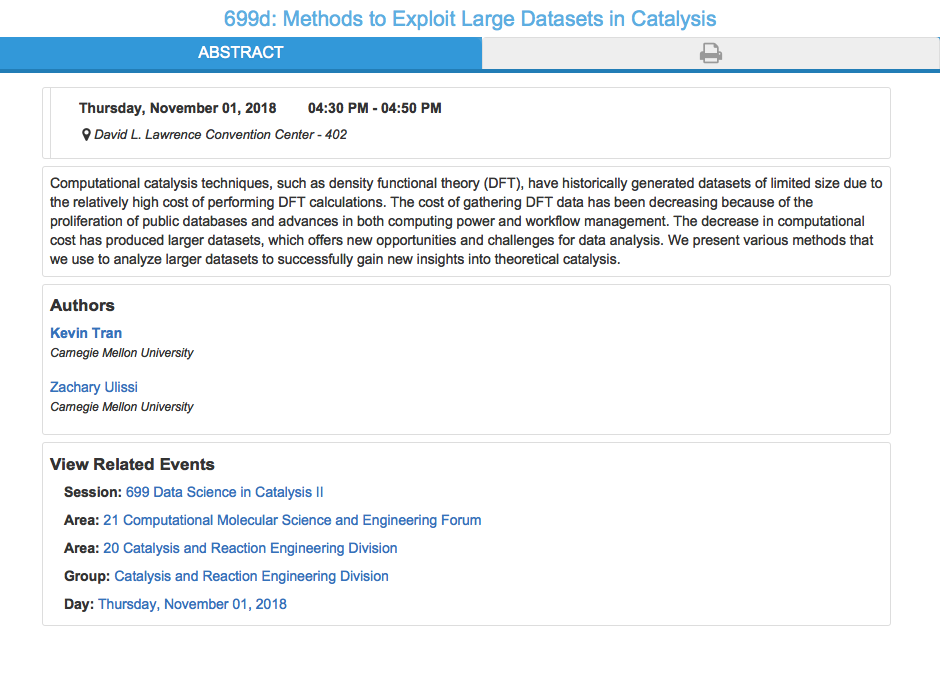 699d: Methods to Exploit Large Datasets in Catalysis
ABSTRACT
Thursday, November 01, 2018 04:30 PM - 04:50 PM
David L. Lawrence Convention Center - 402
Computational catalysis techniques, such as density functional theory (DFT), have historically generated datasets of limited size due to
the relatively high cost of performing DFT calculations. The cost of gathering DFT data has been decreasing because of the
proliferation of public databases and advances in both computing power and workflow management. The decrease in computational
cost has produced larger datasets, which offers new opportunities and challenges for data analysis. We present various methods that
we use to analyze larger datasets to successfully gain new insights into theoretical catalysis.
Authors
Kevin Tran
Carnegie Mellon University
Zachary Ulissi
Carnegie Mellon University
View Related Events
Session: 699 Data Science in Catalysis II
Area: 21 Computational Molecular Science and Engineering Forum
Area: 20 Catalysis and Reaction Engineering Division
Group: Catalysis and Reaction Engineering Division
Day: Thursday, November 01, 2018